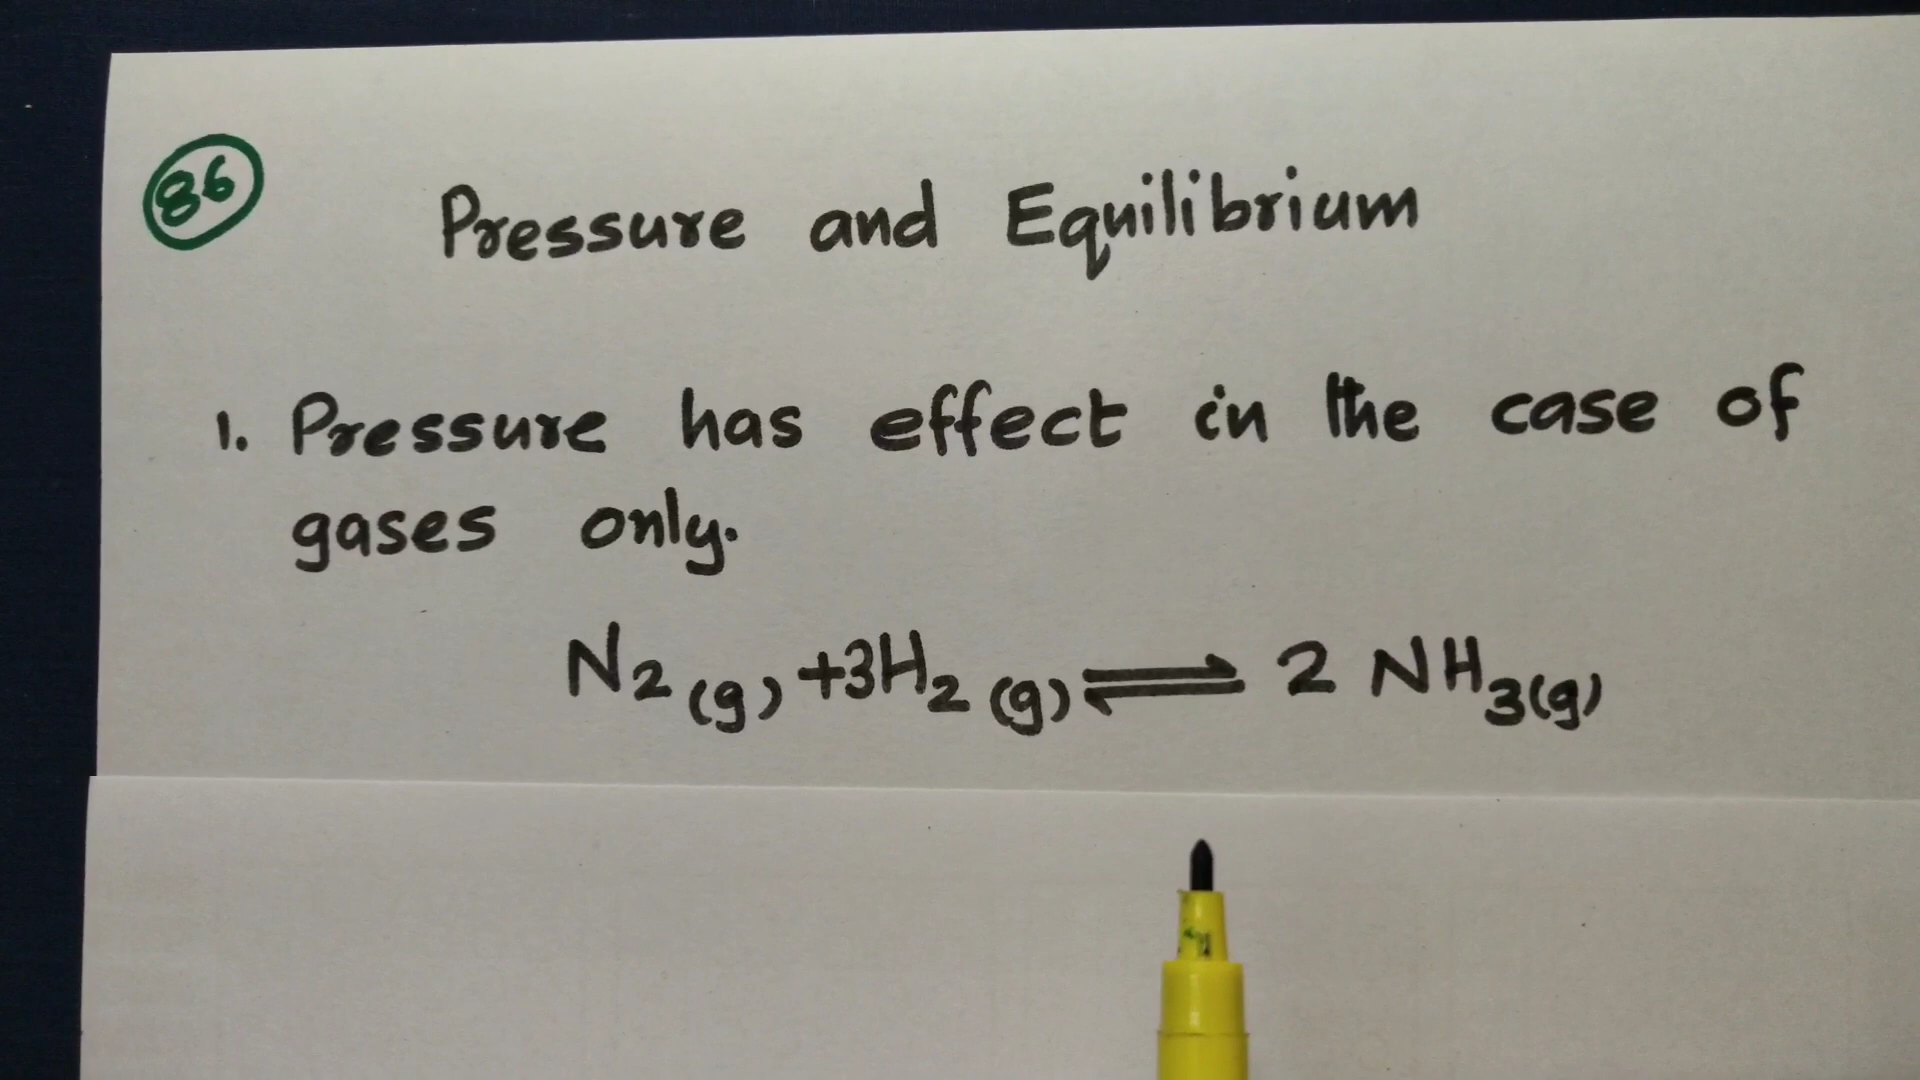 86
Pressure and Equilibrium
1. Pressure has effect in the case of
gases only.
N₂(g) +3H₂(g) ⇌ 2 NH₃(g)